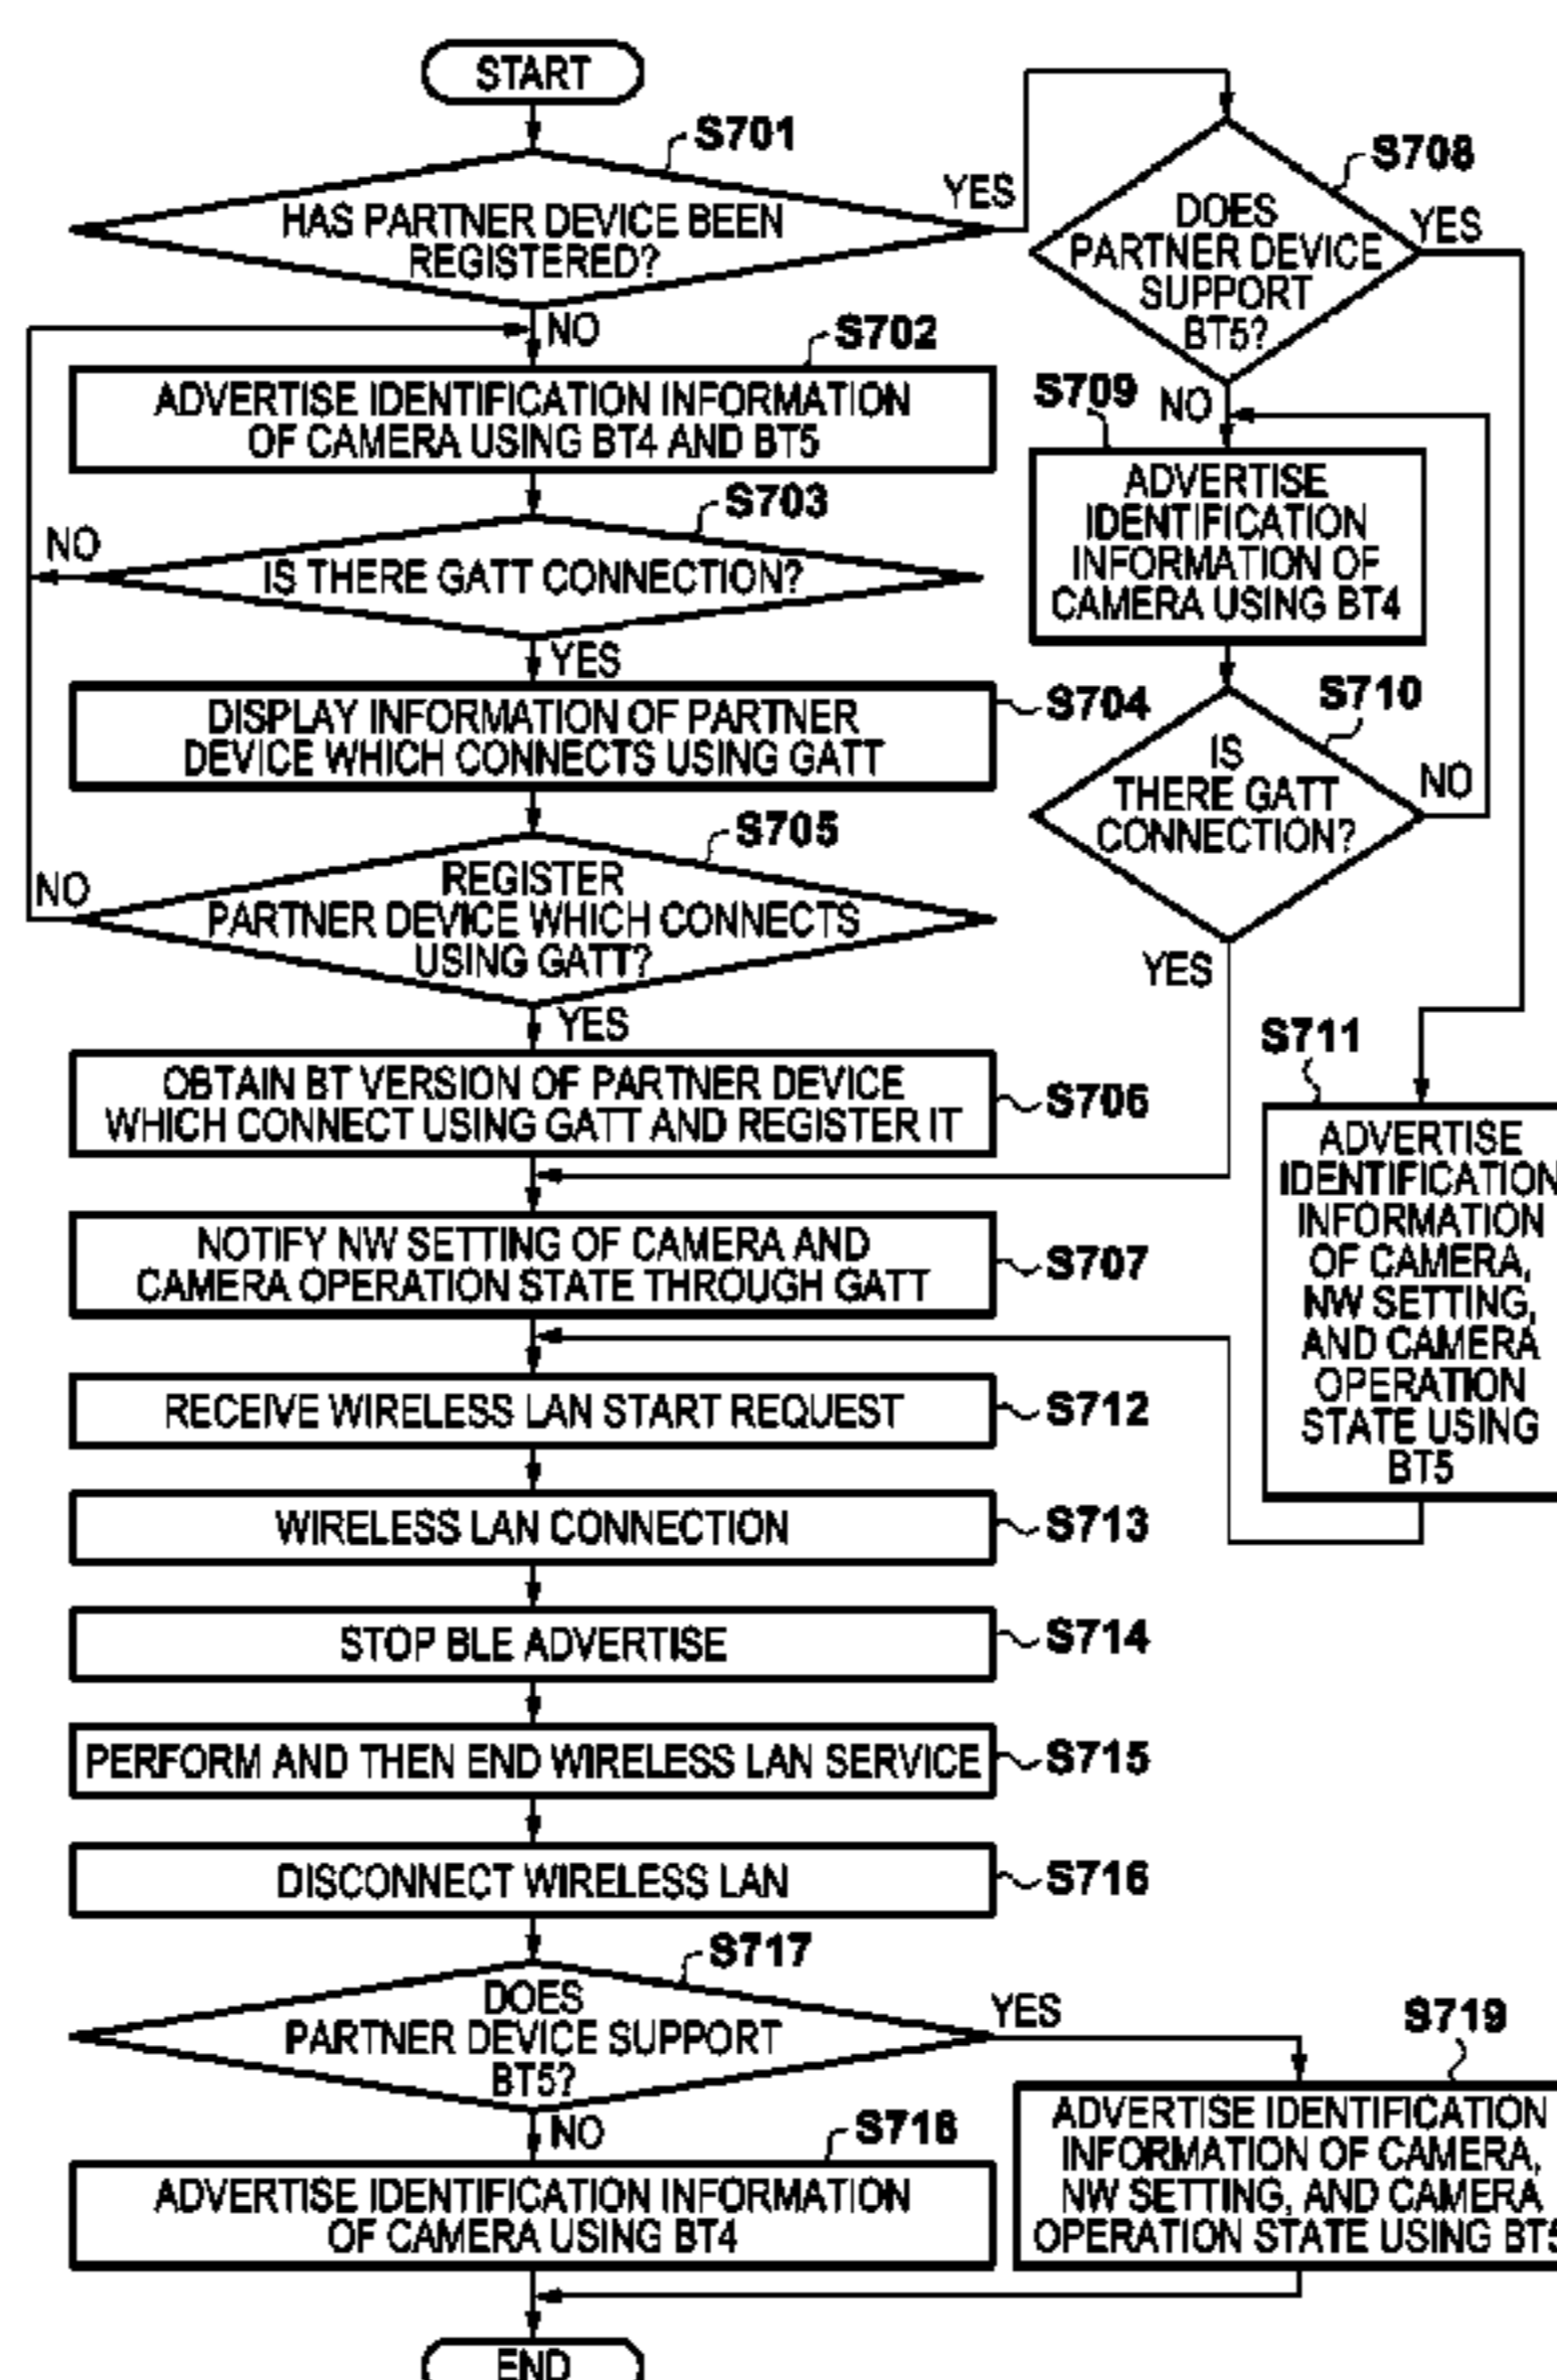 START
S701
HAS PARTNER DEVICE BEEN
REGISTERED?
YES
NO
S702
ADVERTISE IDENTIFICATION INFORMATION
OF CAMERA USING BT4 AND BT5
S703
NO
IS THERE GATT CONNECTION?
YES
DISPLAY INFORMATION OF PARTNER
DEVICE WHICH CONNECTS USING GATT
S704
S705
NO
REGISTER
PARTNER DEVICE WHICH CONNECTS
USING GATT?
YES
OBTAIN BT VERSION OF PARTNER DEVICE
WHICH CONNECT USING GATT AND REGISTER IT
S706
NOTIFY NW SETTING OF CAMERA AND
CAMERA OPERATION STATE THROUGH GATT
S707
S708
DOES
PARTNER DEVICE
SUPPORT
BT5?
YES
NO
S709
ADVERTISE
IDENTIFICATION
INFORMATION OF
CAMERA USING BT4
S710
IS
THERE GATT
CONNECTION?
NO
YES
S711
ADVERTISE
IDENTIFICATION
INFORMATION
OF CAMERA,
NW SETTING,
AND CAMERA
OPERATION
STATE USING
BT5
RECEIVE WIRELESS LAN START REQUEST
S712
WIRELESS LAN CONNECTION
S713
STOP BLE ADVERTISE
S714
PERFORM AND THEN END WIRELESS LAN SERVICE
S715
DISCONNECT WIRELESS LAN
S716
S717
DOES
PARTNER DEVICE SUPPORT
BT5?
YES
NO
S718
ADVERTISE IDENTIFICATION INFORMATION
OF CAMERA USING BT4
S719
ADVERTISE IDENTIFICATION
INFORMATION OF CAMERA,
NW SETTING, AND CAMERA
OPERATION STATE USING BT5
END